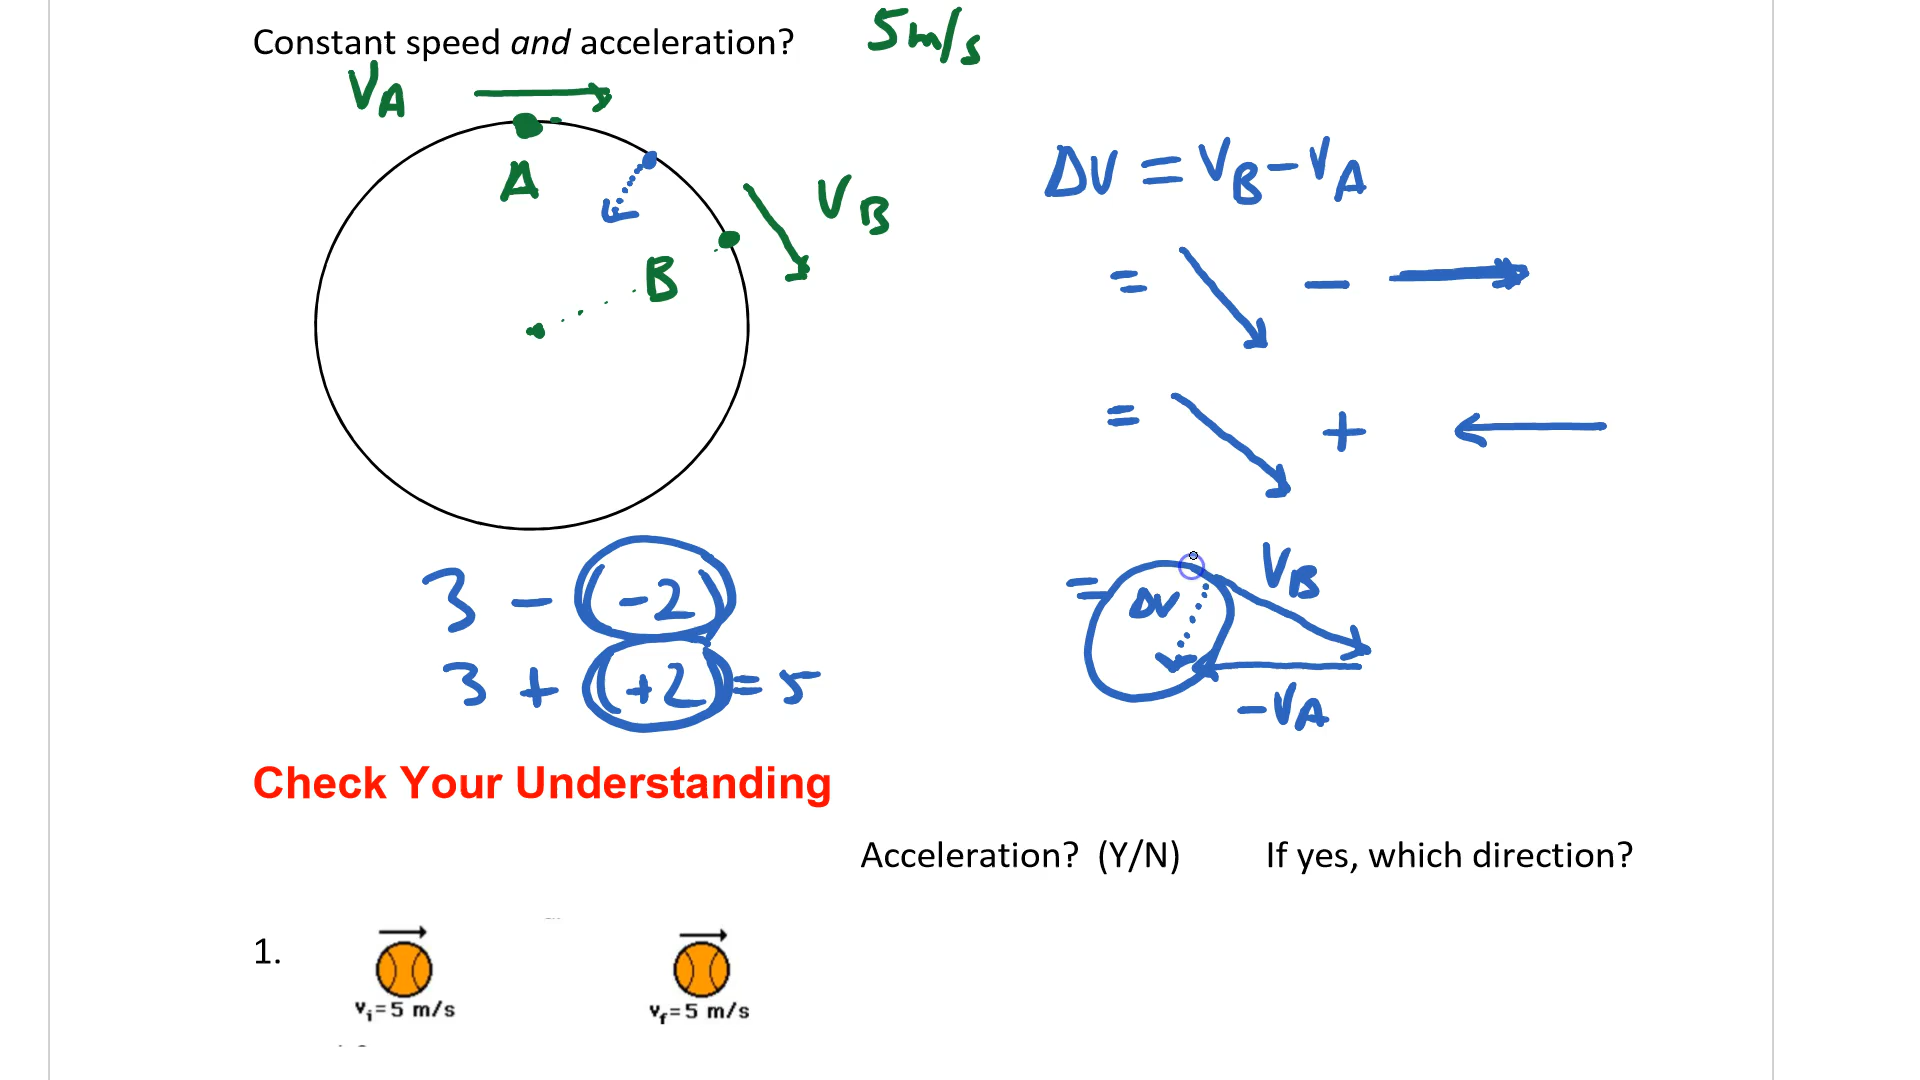 Constant speed and acceleration?
5m/s
VA
A
VB
B
ΔV = VB - VA
=
-
=
+
3 - (-2)
3 + (+2) = 5
=
ΔV
VB
-VA
Check Your Understanding
Acceleration? (Y/N)
If yes, which direction?
1.
vi=5 m/s
vf=5 m/s